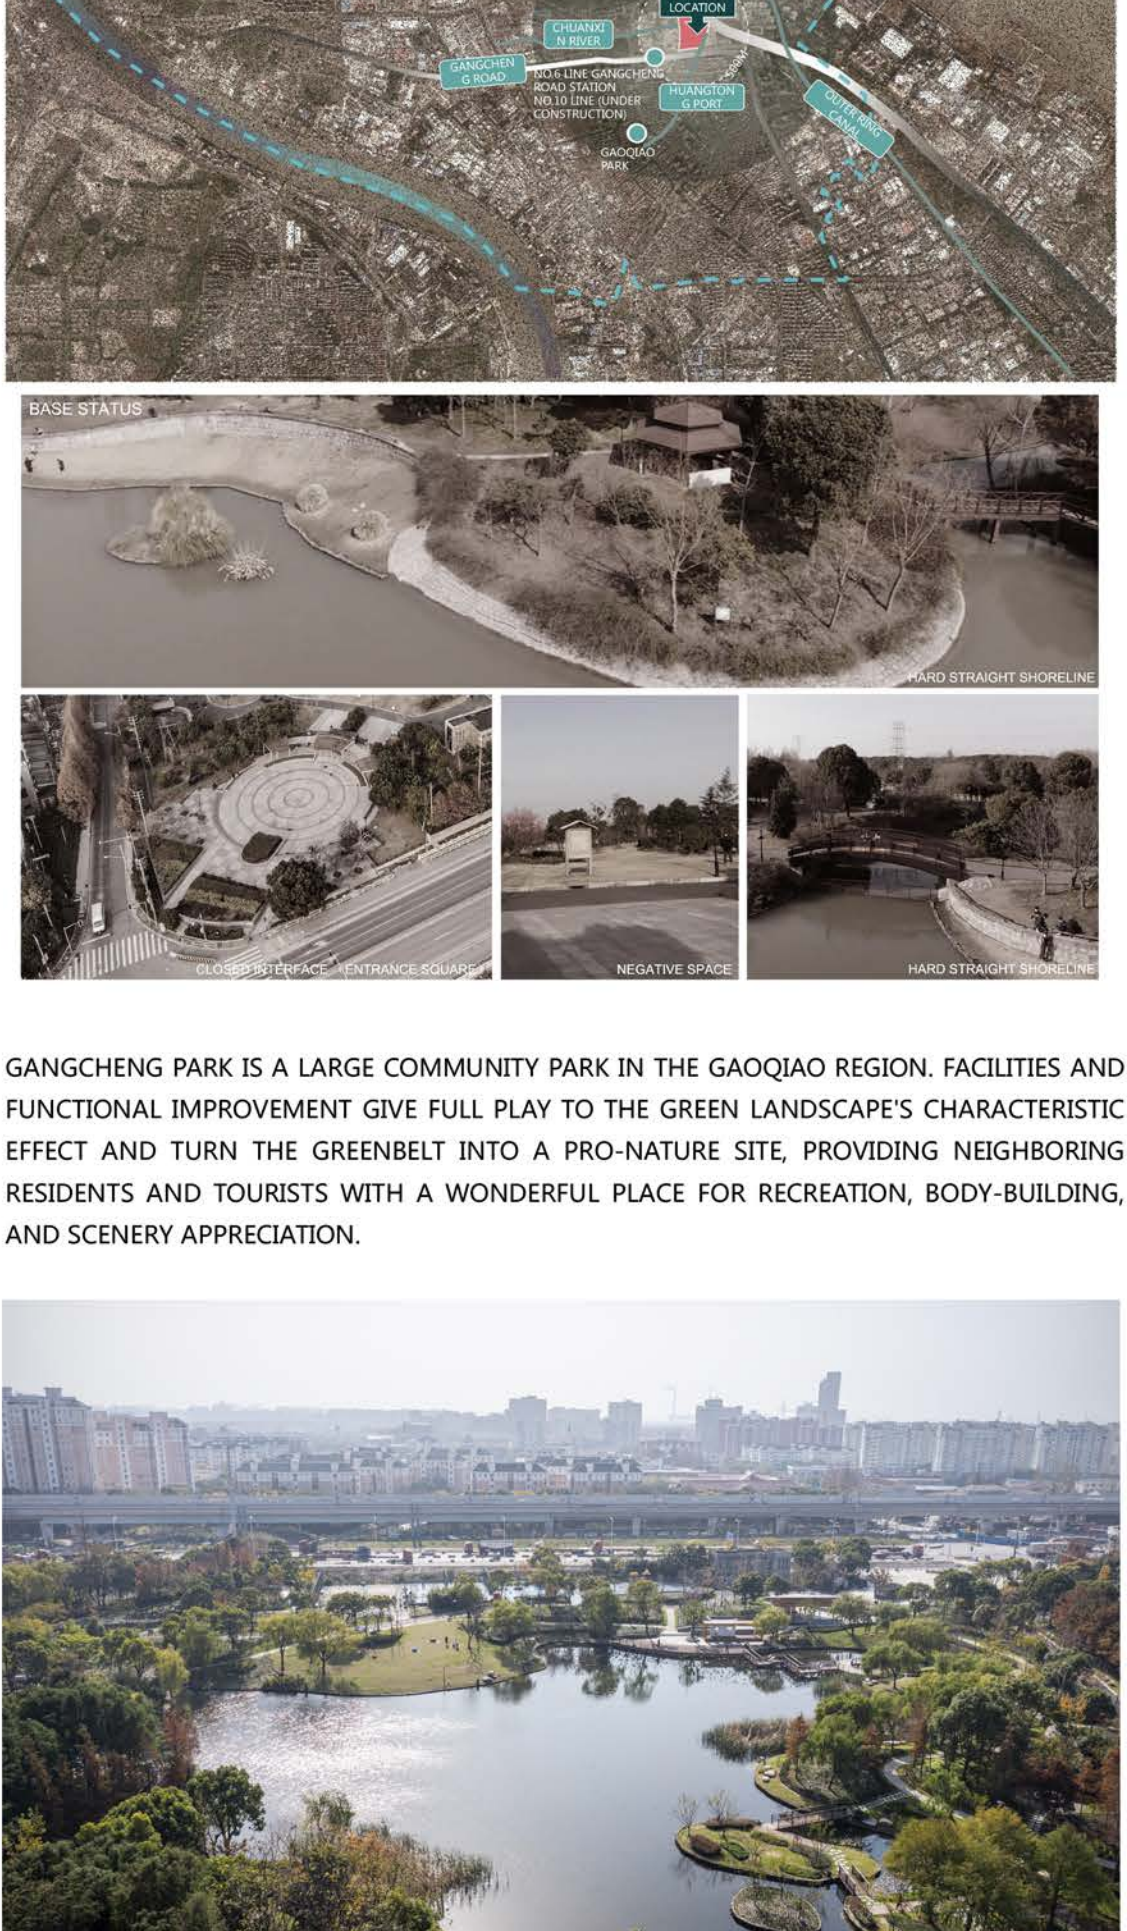 LOCATION
CHUANXI
N RIVER
GANGCHEN
G ROAD
NO.6 LINE GANGCHENG
ROAD STATION
NO.10 LINE (UNDER
CONSTRUCTION)
HUANGTON
G PORT
500M
OUTER RING
CANAL
GAOQIAO
PARK
BASE STATUS
HARD STRAIGHT SHORELINE
CLOSED INTERFACE ENTRANCE SQUARE
NEGATIVE SPACE
HARD STRAIGHT SHORELINE
GANGCHENG PARK IS A LARGE COMMUNITY PARK IN THE GAOQIAO REGION. FACILITIES AND
FUNCTIONAL IMPROVEMENT GIVE FULL PLAY TO THE GREEN LANDSCAPE'S CHARACTERISTIC
EFFECT AND TURN THE GREENBELT INTO A PRO-NATURE SITE, PROVIDING NEIGHBORING
RESIDENTS AND TOURISTS WITH A WONDERFUL PLACE FOR RECREATION, BODY-BUILDING,
AND SCENERY APPRECIATION.